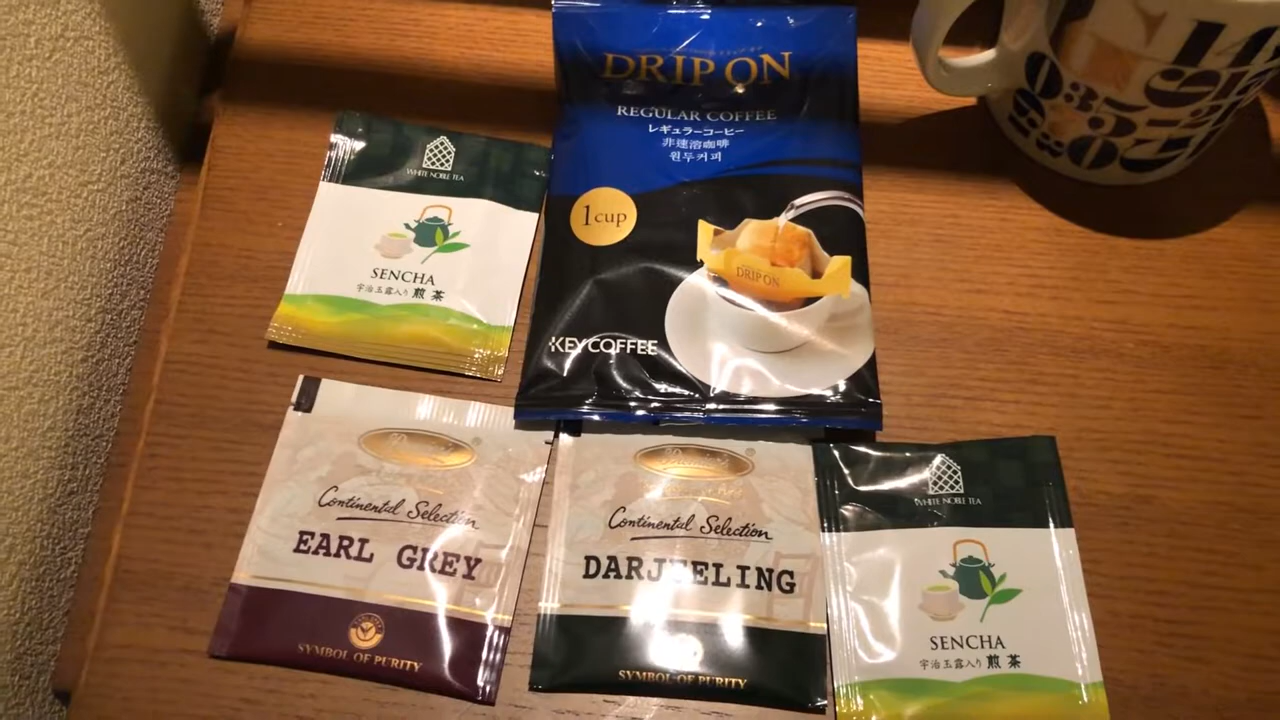 DRIP ON
REGULAR COFFEE
レギュラーコーヒー
非速溶咖啡
원두커피
1 cup
DRIP ON
KEY COFFEE
WHITE NOBLE TEA
SENCHA
宇治玉露入り 煎茶
Continental Selection
EARL GREY
SYMBOL OF PURITY
Continental Selection
DARJEELING
SYMBOL OF PURITY
WHITE NOBLE TEA
SENCHA
宇治玉露入り 煎茶